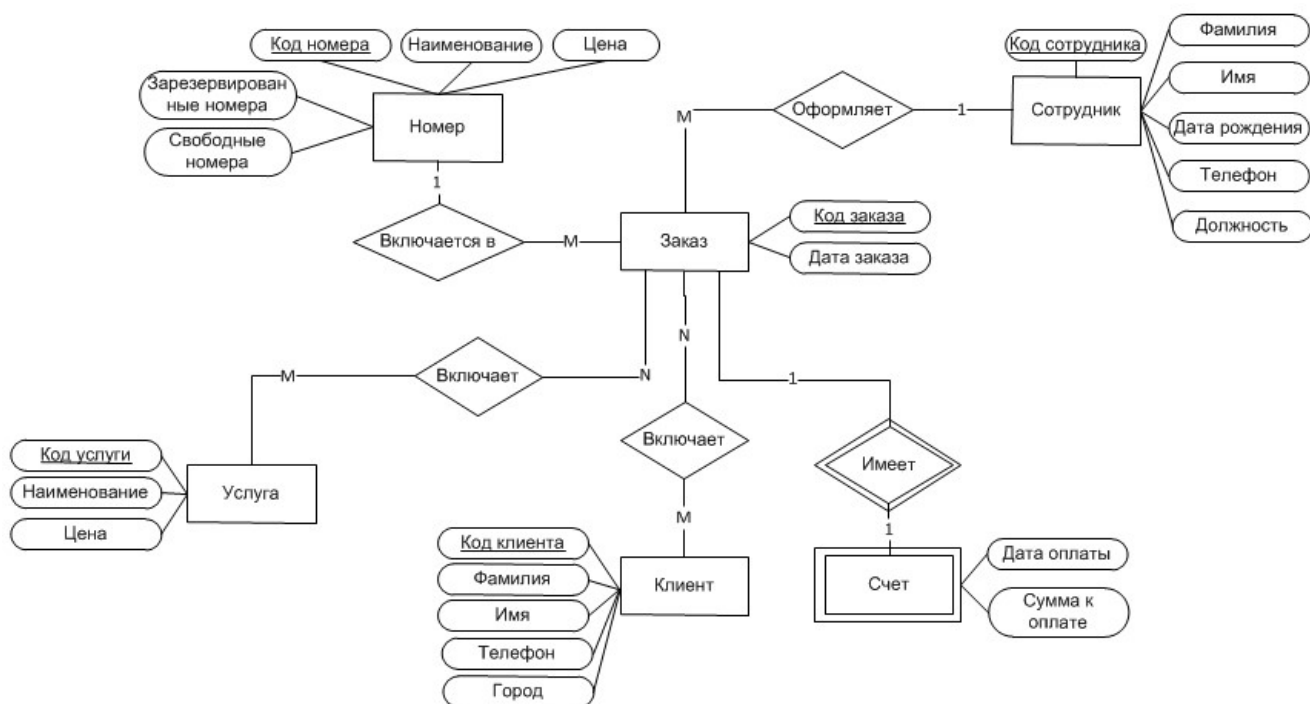 Код номера
Наименование
Цена
Зарезервирован
ные номера
Свободные
номера
Номер
1
Включается в
M
Код сотрудника
Фамилия
Имя
Дата рождения
Телефон
Должность
Сотрудник
1
Оформляет
M
Заказ
Код заказа
Дата заказа
N
Включает
M
Код услуги
Наименование
Цена
Услуга
N
Включает
M
Код клиента
Фамилия
Имя
Телефон
Город
Клиент
1
Имеет
1
Счет
Дата оплаты
Сумма к
оплате